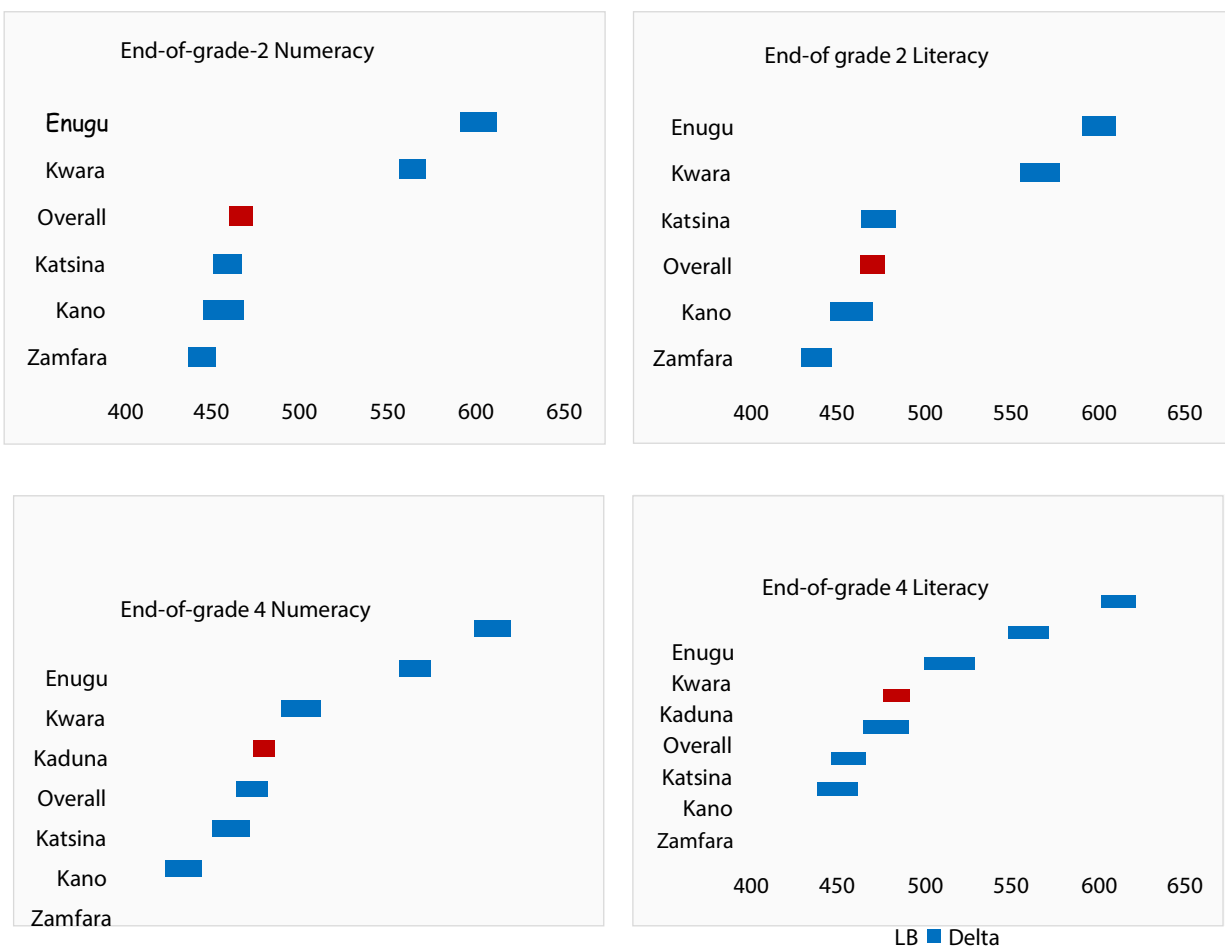 End-of-grade-2 Numeracy
Enugu
Kwara
Overall
Katsina
Kano
Zamfara
400 450 500 550 600 650
End-of grade 2 Literacy
Enugu
Kwara
Katsina
Overall
Kano
Zamfara
400 450 500 550 600 650
End-of-grade 4 Numeracy
Enugu
Kwara
Kaduna
Overall
Katsina
Kano
Zamfara
End-of-grade 4 Literacy
Enugu
Kwara
Kaduna
Overall
Katsina
Kano
Zamfara
400 450 500 550 600 650
LB Delta